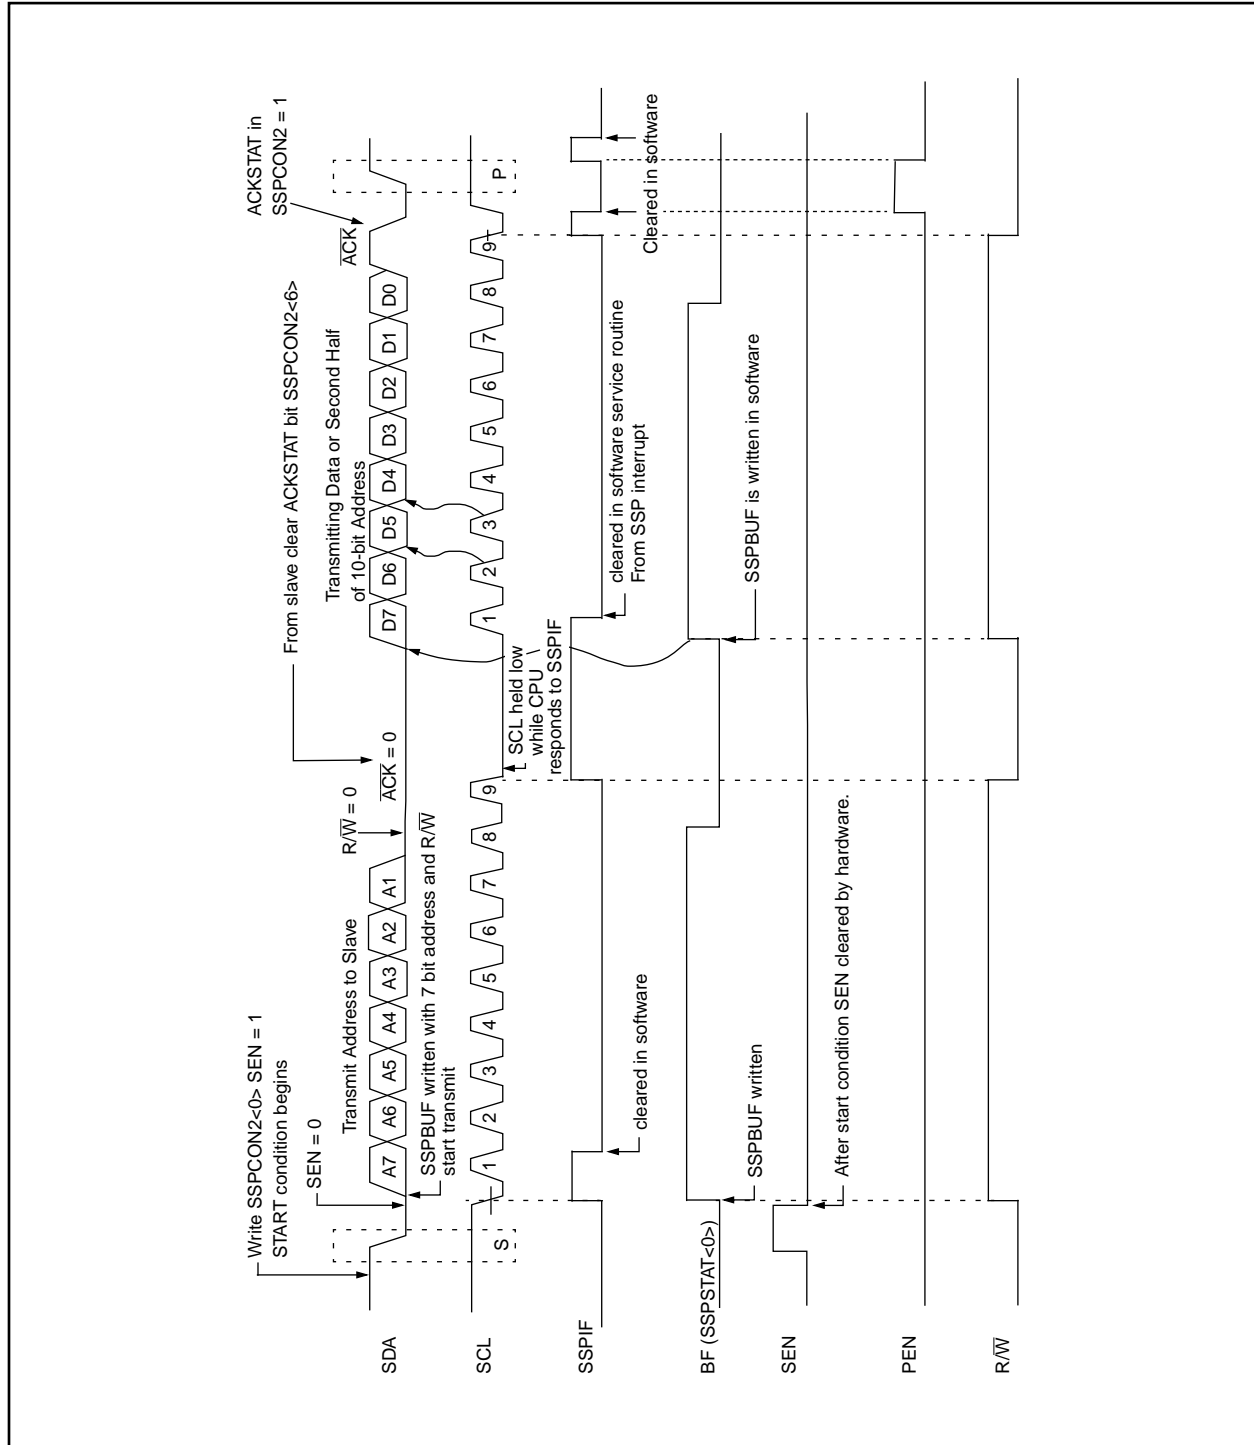 Write SSPCON2<0> SEN = 1
START condition begins
SEN = 0
Transmit Address to Slave
R/W = 0
From slave clear ACKSTAT bit SSPCON2<6>
ACK = 0
Transmitting Data or Second Half
of 10-bit Address
ACKSTAT in
SSPCON2 = 1
ACK
SDA
A7 A6 A5 A4 A3 A2 A1
D7 D6 D5 D4 D3 D2 D1 D0
SSPBUF written with 7 bit address and R/W
start transmit
SCL
S
1 2 3 4 5 6 7 8 9
1 2 3 4 5 6 7 8 9
P
SCL held low
while CPU
responds to SSPIF
SSPIF
cleared in software
cleared in software service routine
From SSP interrupt
Cleared in software
BF (SSPSTAT<0>)
SSPBUF written
SSPBUF is written in software
SEN
After start condition SEN cleared by hardware.
PEN
R/W